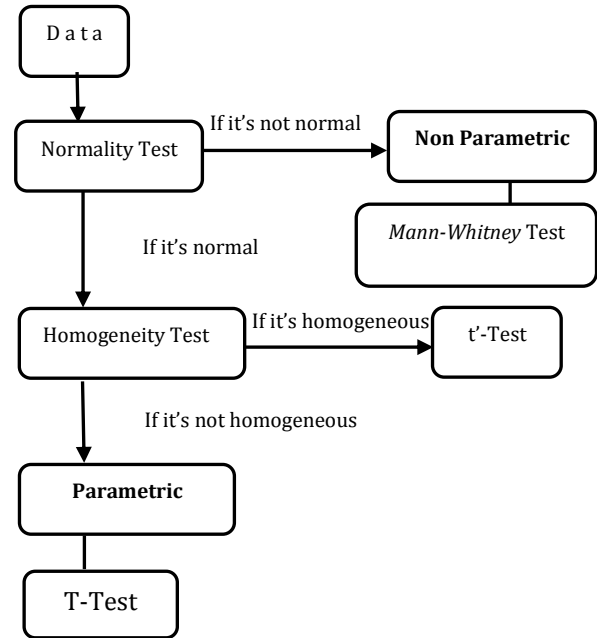 D a t a
If it's not normal
Normality Test
Non Parametric
Mann-Whitney Test
If it's normal
Homogeneity Test
If it's homogeneous
t'-Test
If it's not homogeneous
Parametric
T-Test